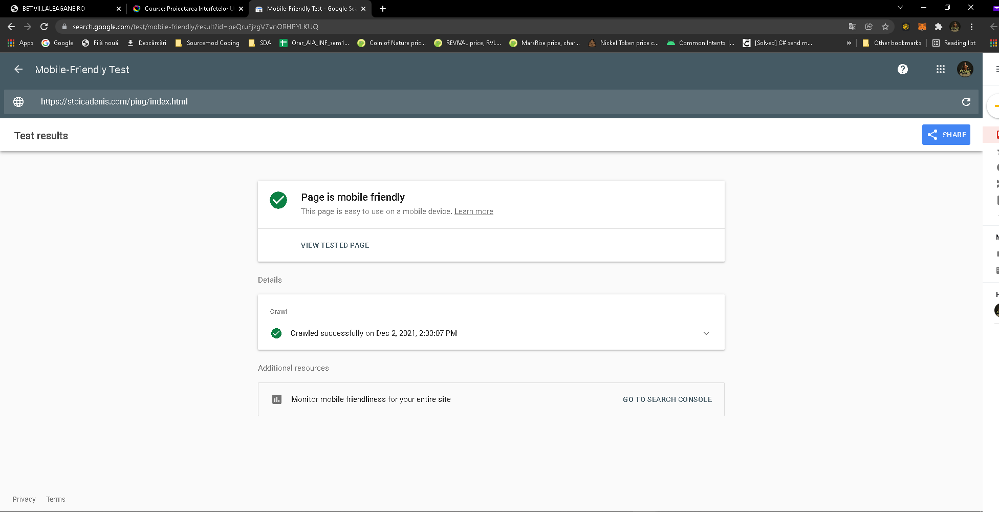 BETIVII.LALEAGANE.RO
Course: Proiectarea Interfetelor U
Mobile-Friendly Test - Google Se
search.google.com/test/mobile-friendly/result?id=peQruSjzgV7vnORHPYLKUQ
Apps
Google
Filă nouă
Descărcări
Sourcemod Coding
SDA
Orar_AIA_INF_sem1...
Coin of Nature pric...
REVIVAL price, RVL...
MarsRise price, char...
Nickel Token price c...
Common Intents |...
[Solved] C# send m...
»
Other bookmarks
Reading list
Mobile-Friendly Test
https://stoicadenis.com/piug/index.html
Test results
SHARE
Page is mobile friendly
This page is easy to use on a mobile device. Learn more
VIEW TESTED PAGE
Details
Crawl
Crawled successfully on Dec 2, 2021, 2:33:07 PM
Additional resources
Monitor mobile friendliness for your entire site
GO TO SEARCH CONSOLE
Privacy
Terms